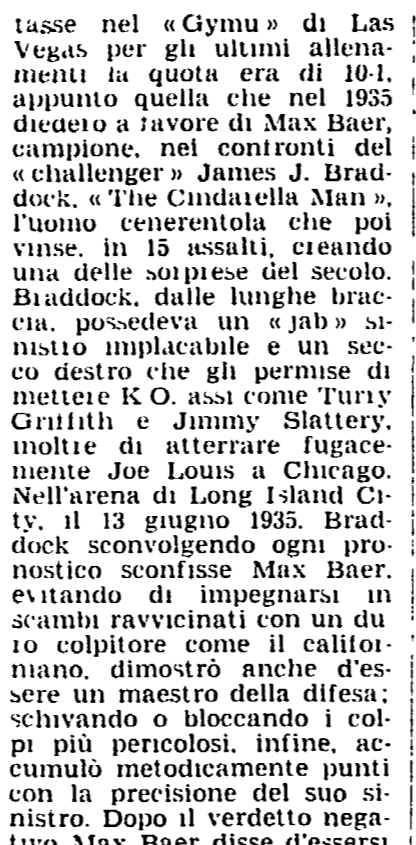 tasse nel «Gymu» di Las
Vegas per gli ultimi allena-
menti la quota era di 10-1,
appunto quella che nel 1935
diedero a favore di Max Baer,
campione, nei confronti del
«challenger» James J. Brad-
dock. «The Cindarella Man»,
l'uomo cenerentola che poi
vinse, in 15 assalti, creando
una delle sorprese del secolo.
Braddock, dalle lunghe brac-
cia, possedeva un «jab» si-
nistro implacabile e un sec-
co destro che gli permise di
mettere K O. assi come Turry
Griffith e Jimmy Slattery,
inoltre di atterrare fugace-
mente Joe Louis a Chicago.
Nell'arena di Long Island Ci-
ty, il 13 giugno 1935, Brad-
dock sconvolgendo ogni pro-
nostico sconfisse Max Baer,
evitando di impegnarsi in
scambi ravvicinati con un du
ro colpitore come il califor-
niano, dimostrò anche d'es-
sere un maestro della difesa;
schivando o bloccando i col-
pi più pericolosi, infine, ac-
cumulò metodicamente punti
con la precisione del suo si-
nistro. Dopo il verdetto nega-
tivo Max Baer disse d'essersi